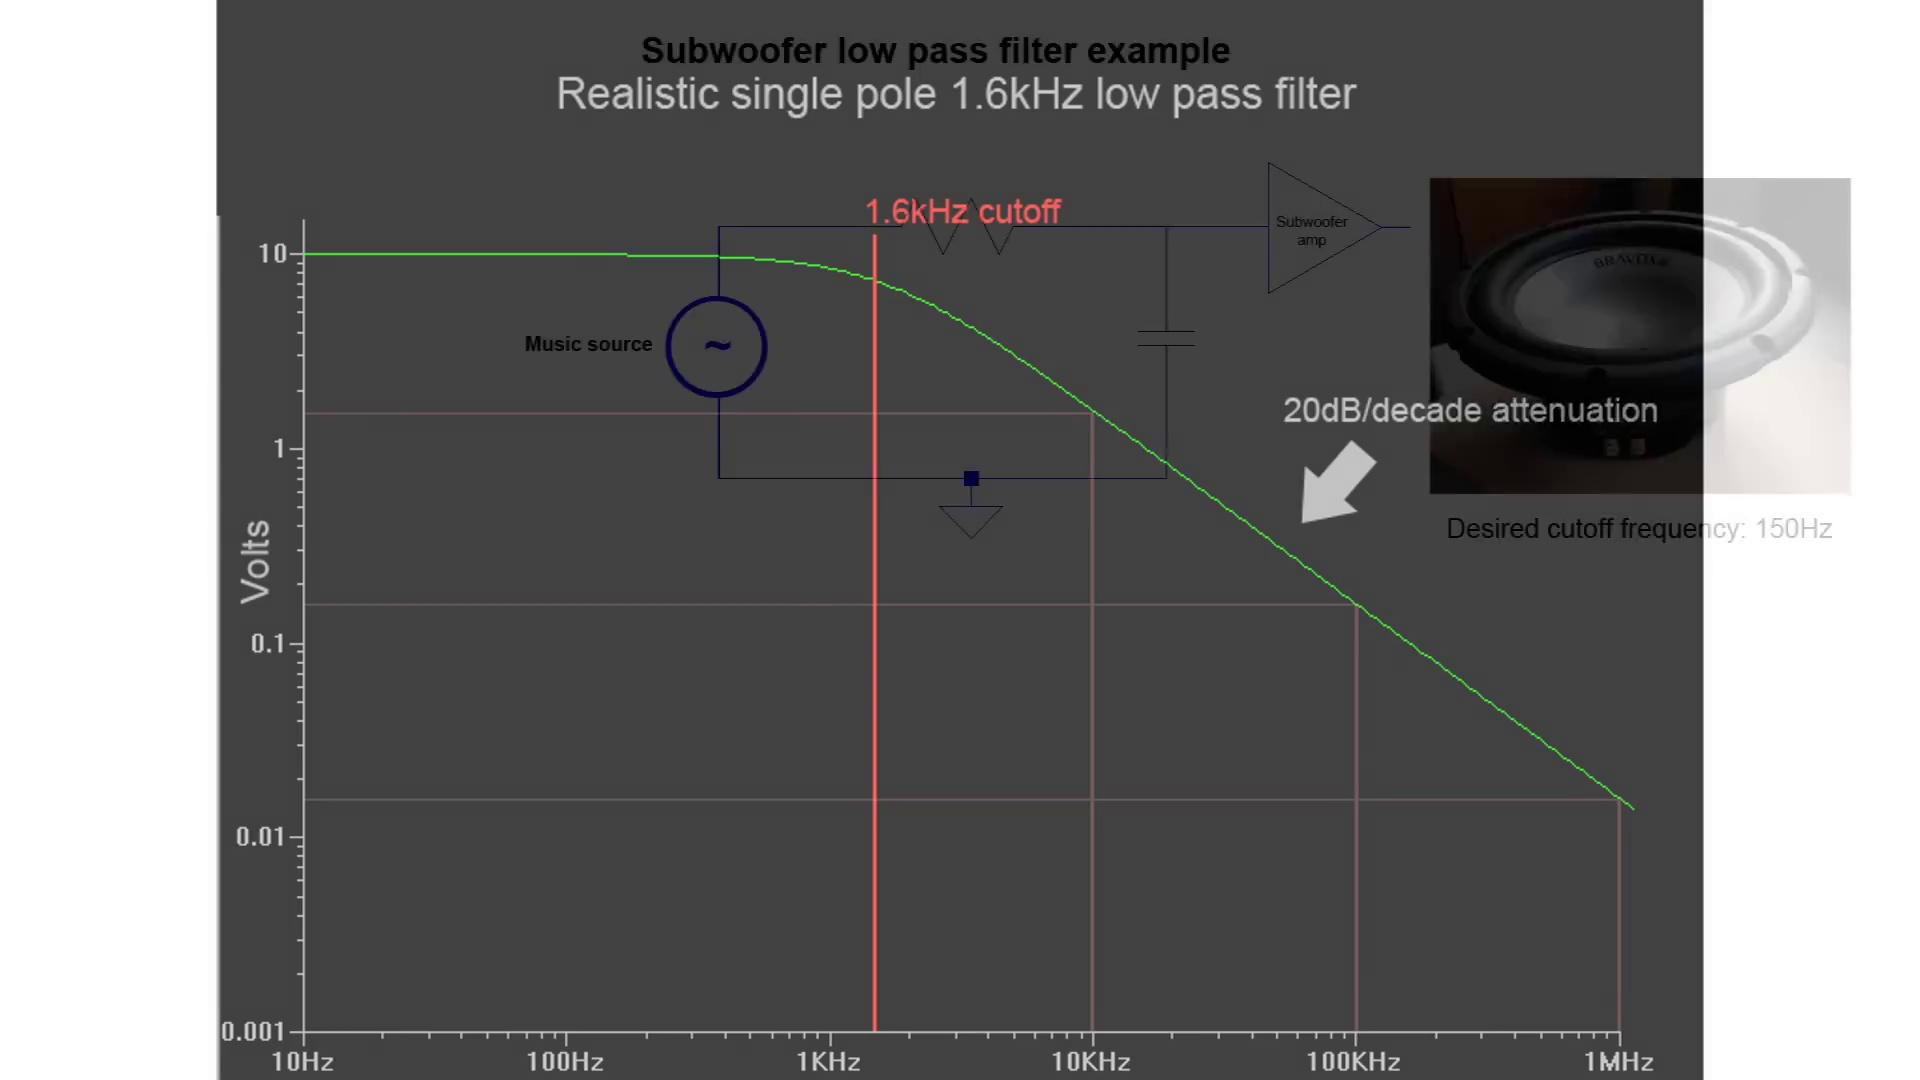 Subwoofer low pass filter example
Realistic single pole 1.6kHz low pass filter
1.6kHz cutoff
Subwoofer
amp
10
Music source
~
20dB/decade attenuation
1
Desired cutoff frequency: 150Hz
Volts
0.1
0.01
0.001
10Hz 100Hz 1KHz 10KHz 100KHz 1MHz